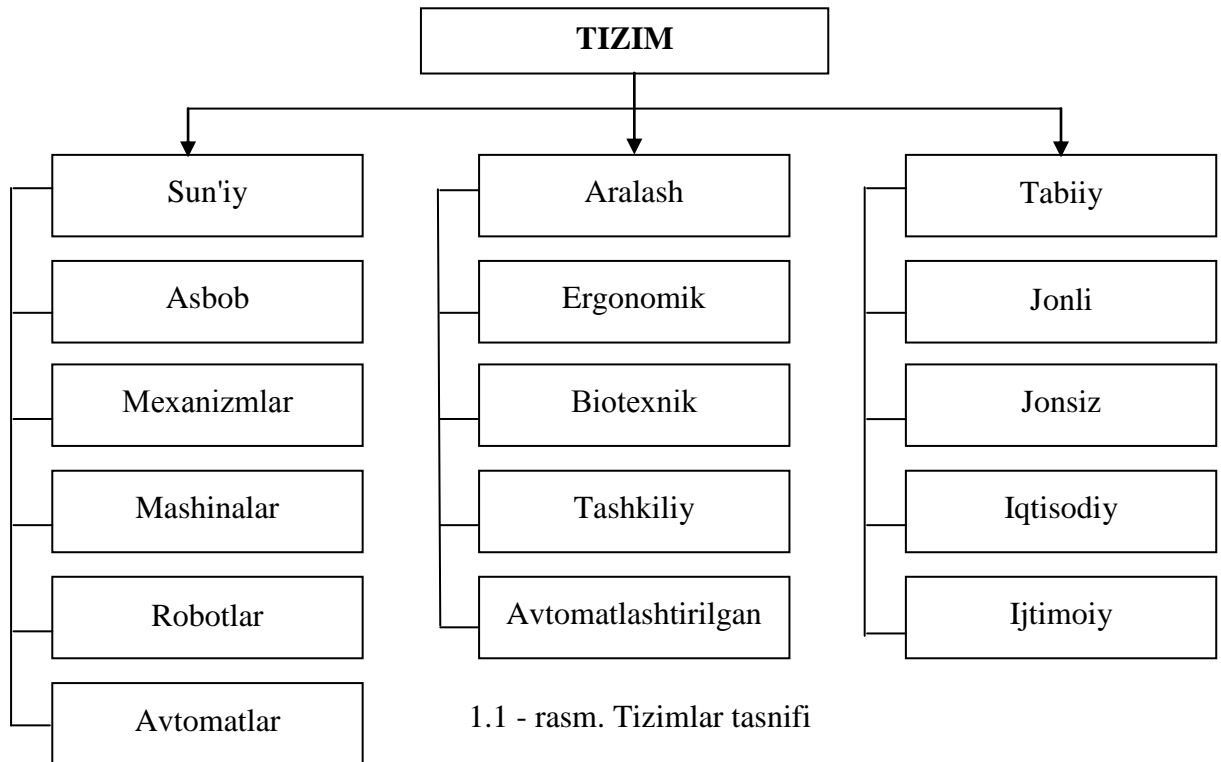 TIZIM
Sun'iy
Asbob
Mexanizmlar
Mashinalar
Robotlar
Avtomatlar
Aralash
Ergonomik
Biotexnik
Tashkiliy
Avtomatlashtirilgan
Tabiiy
Jonli
Jonsiz
Iqtisodiy
Ijtimoiy
1.1 - rasm. Tizimlar tasnifi